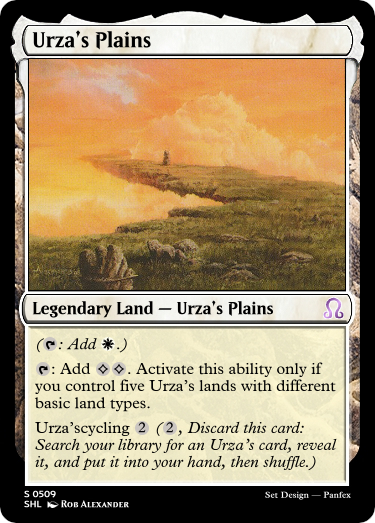 Urza's Plains
Legendary Land — Urza's Plains
(T: Add W.)
T: Add ◇◇. Activate this ability only if
you control five Urza's lands with different
basic land types.
Urza'scycling 2 (2, Discard this card:
Search your library for an Urza's card, reveal
it, and put it into your hand, then shuffle.)
S 0509
SHL Rob Alexander
Set Design — Panfex